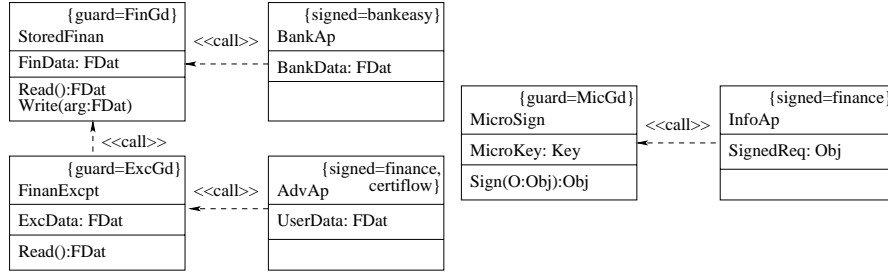 {guard=FinGd}
StoredFinan
FinData: FDat
Read():FDat
Write(arg:FDat)
<<call>>
{signed=bankeasy}
BankAp
BankData: FDat
<<call>>
{guard=ExcGd}
FinanExcpt
ExcData: FDat
Read():FDat
<<call>>
{signed=finance,
certiflow}
AdvAp
UserData: FDat
{guard=MicGd}
MicroSign
MicroKey: Key
Sign(O:Obj):Obj
<<call>>
{signed=finance}
InfoAp
SignedReq: Obj